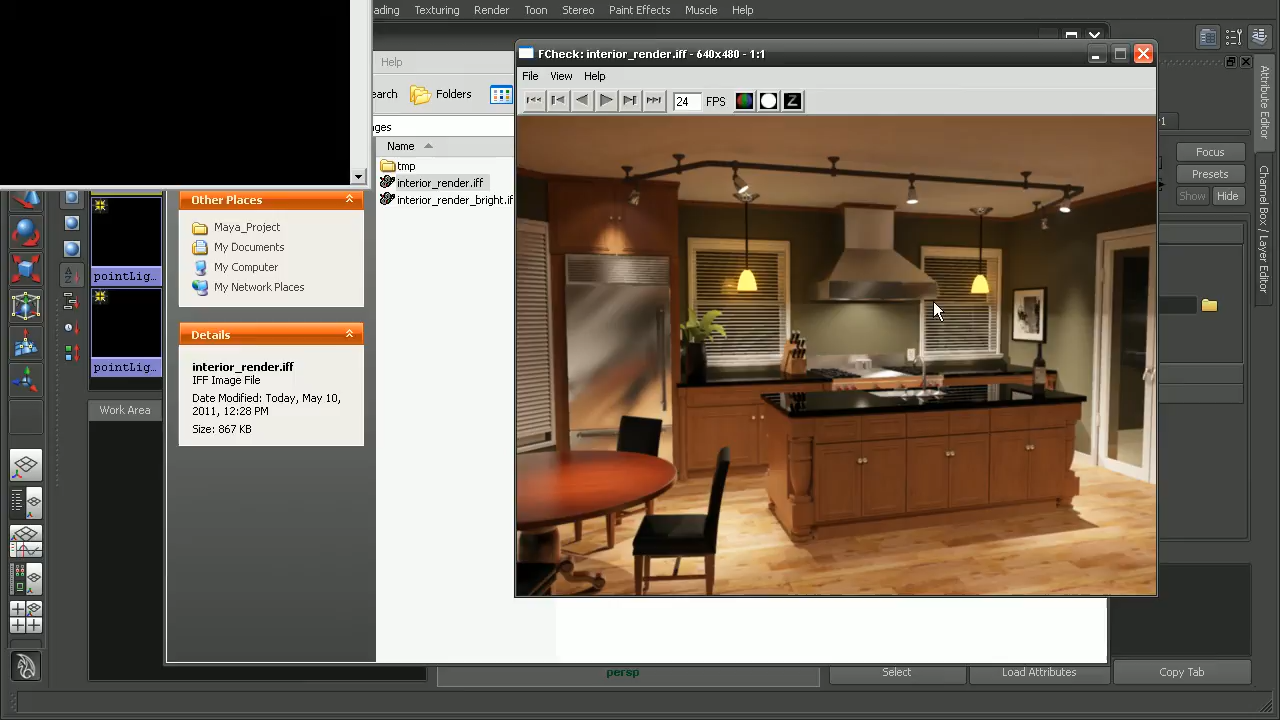 ading Texturing Render Toon Stereo Paint Effects Muscle Help
FCheck: interior_render.iff - 640x480 - 1:1
Help
File View Help
earch Folders
24 FPS
ages
Name
Focus
Presets
Show Hide
tmp
interior_render.iff
interior_render_bright.if
Other Places
Maya_Project
My Documents
My Computer
My Network Places
Details
interior_render.iff
IFF Image File
Date Modified: Today, May 10,
2011, 12:28 PM
Size: 867 KB
pointLig...
pointLig...
Work Area
Attribute Editor
Channel Box / Layer Editor
persp
Select Load Attributes Copy Tab